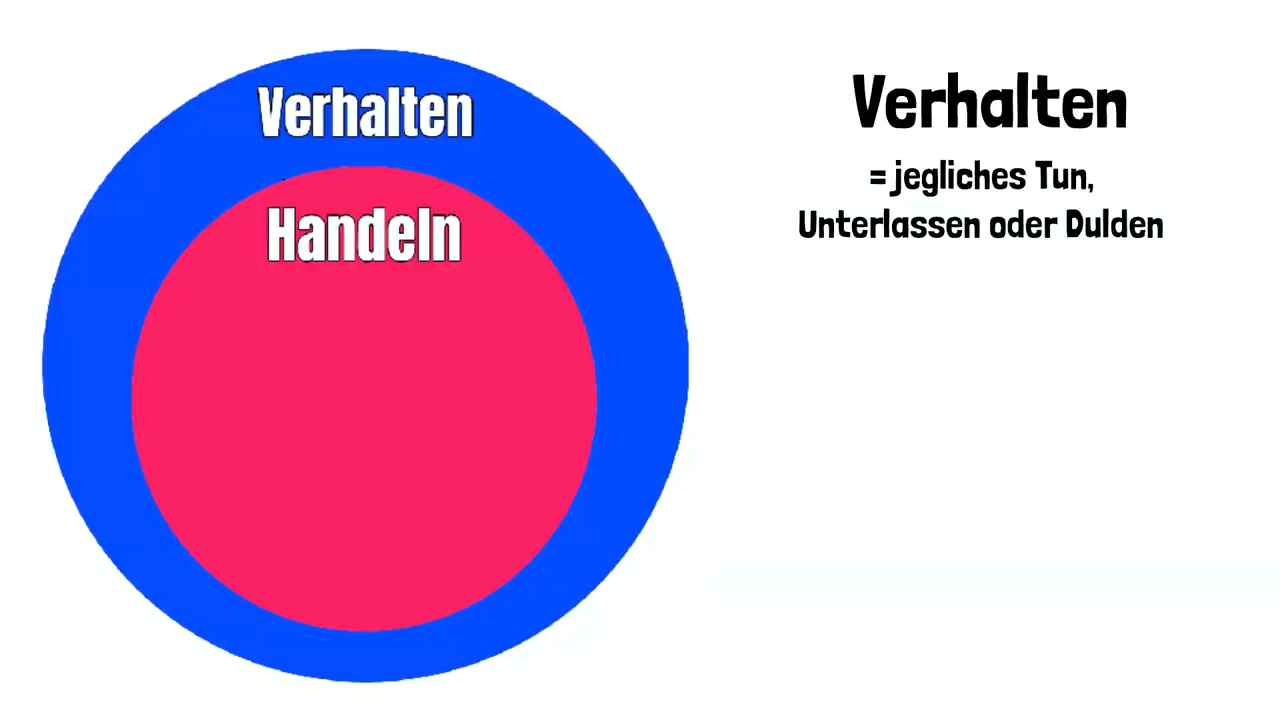 Verhalten
Handeln
Verhalten
= jegliches Tun,
Unterlassen oder Dulden